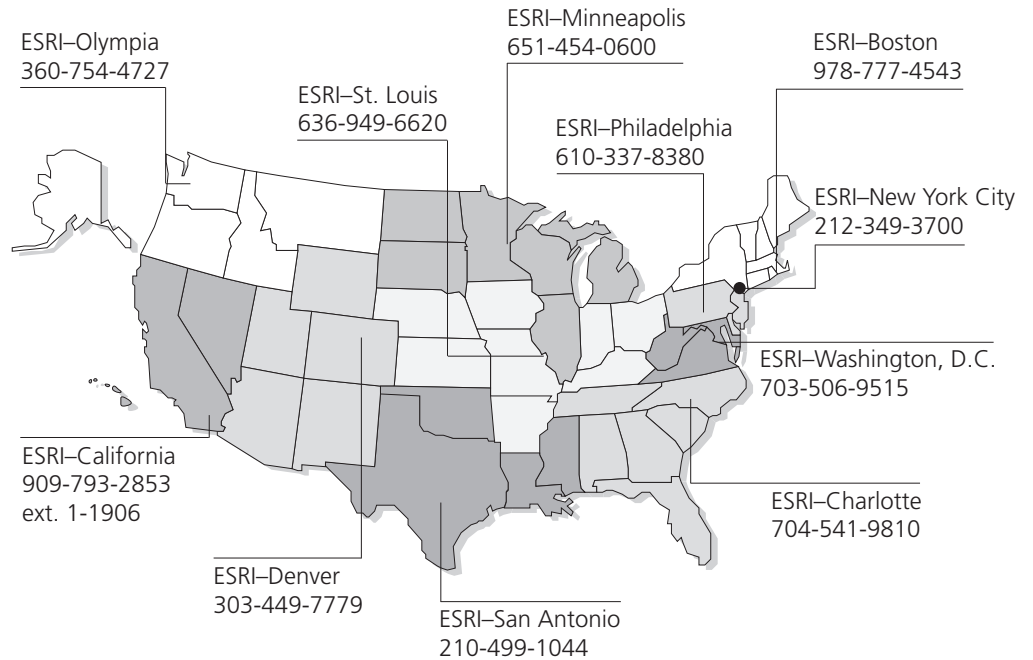 ESRI–Minneapolis
651-454-0600
ESRI–Olympia
360-754-4727
ESRI–Boston
978-777-4543
ESRI–St. Louis
636-949-6620
ESRI–Philadelphia
610-337-8380
ESRI–New York City
212-349-3700
ESRI–Washington, D.C.
703-506-9515
ESRI–California
909-793-2853
ext. 1-1906
ESRI–Charlotte
704-541-9810
ESRI–Denver
303-449-7779
ESRI–San Antonio
210-499-1044